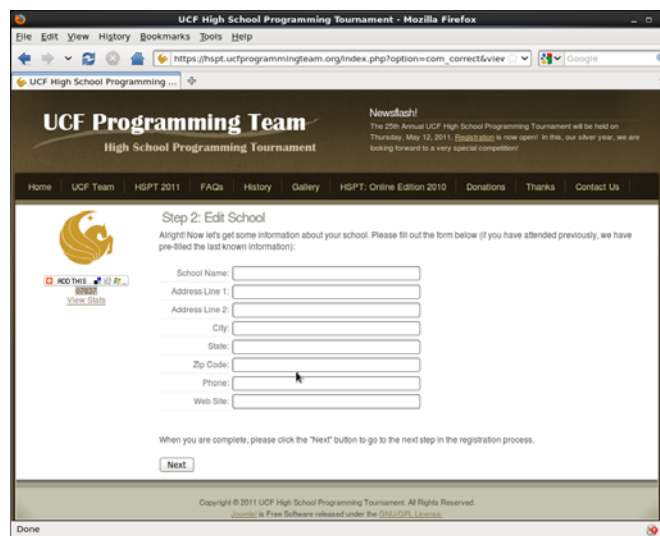 UCF High School Programming Tournament - Mozilla Firefox
File Edit View History Bookmarks Tools Help
https://hspt.ucfprogrammingteam.org/index.php?option=com_correct&view
Google
UCF High School Programming ...
UCF Programming Team
High School Programming Tournament
Newsflash!
The 25th Annual UCF High School Programming Tournament will be held on
Thursday, May 12, 2011. Registration is now open! In this, our silver year, we are
looking forward to a very special competition!
Home UCF Team HSPT 2011 FAQs History Gallery HSPT: Online Edition 2010 Donations Thanks Contact Us
Step 2: Edit School
Alright! Now let's get some information about your school. Please fill out the form below (if you have attended previously, we have
pre-filled the last known information):
ADD THIS
97037
View Stats
School Name:
Address Line 1:
Address Line 2:
City:
State:
Zip Code:
Phone:
Web Site:
When you are complete, please click the "Next" button to go to the next step in the registration process.
Next
Copyright © 2011 UCF High School Programming Tournament. All Rights Reserved.
Joomla! is Free Software released under the GNU/GPL License.
Done